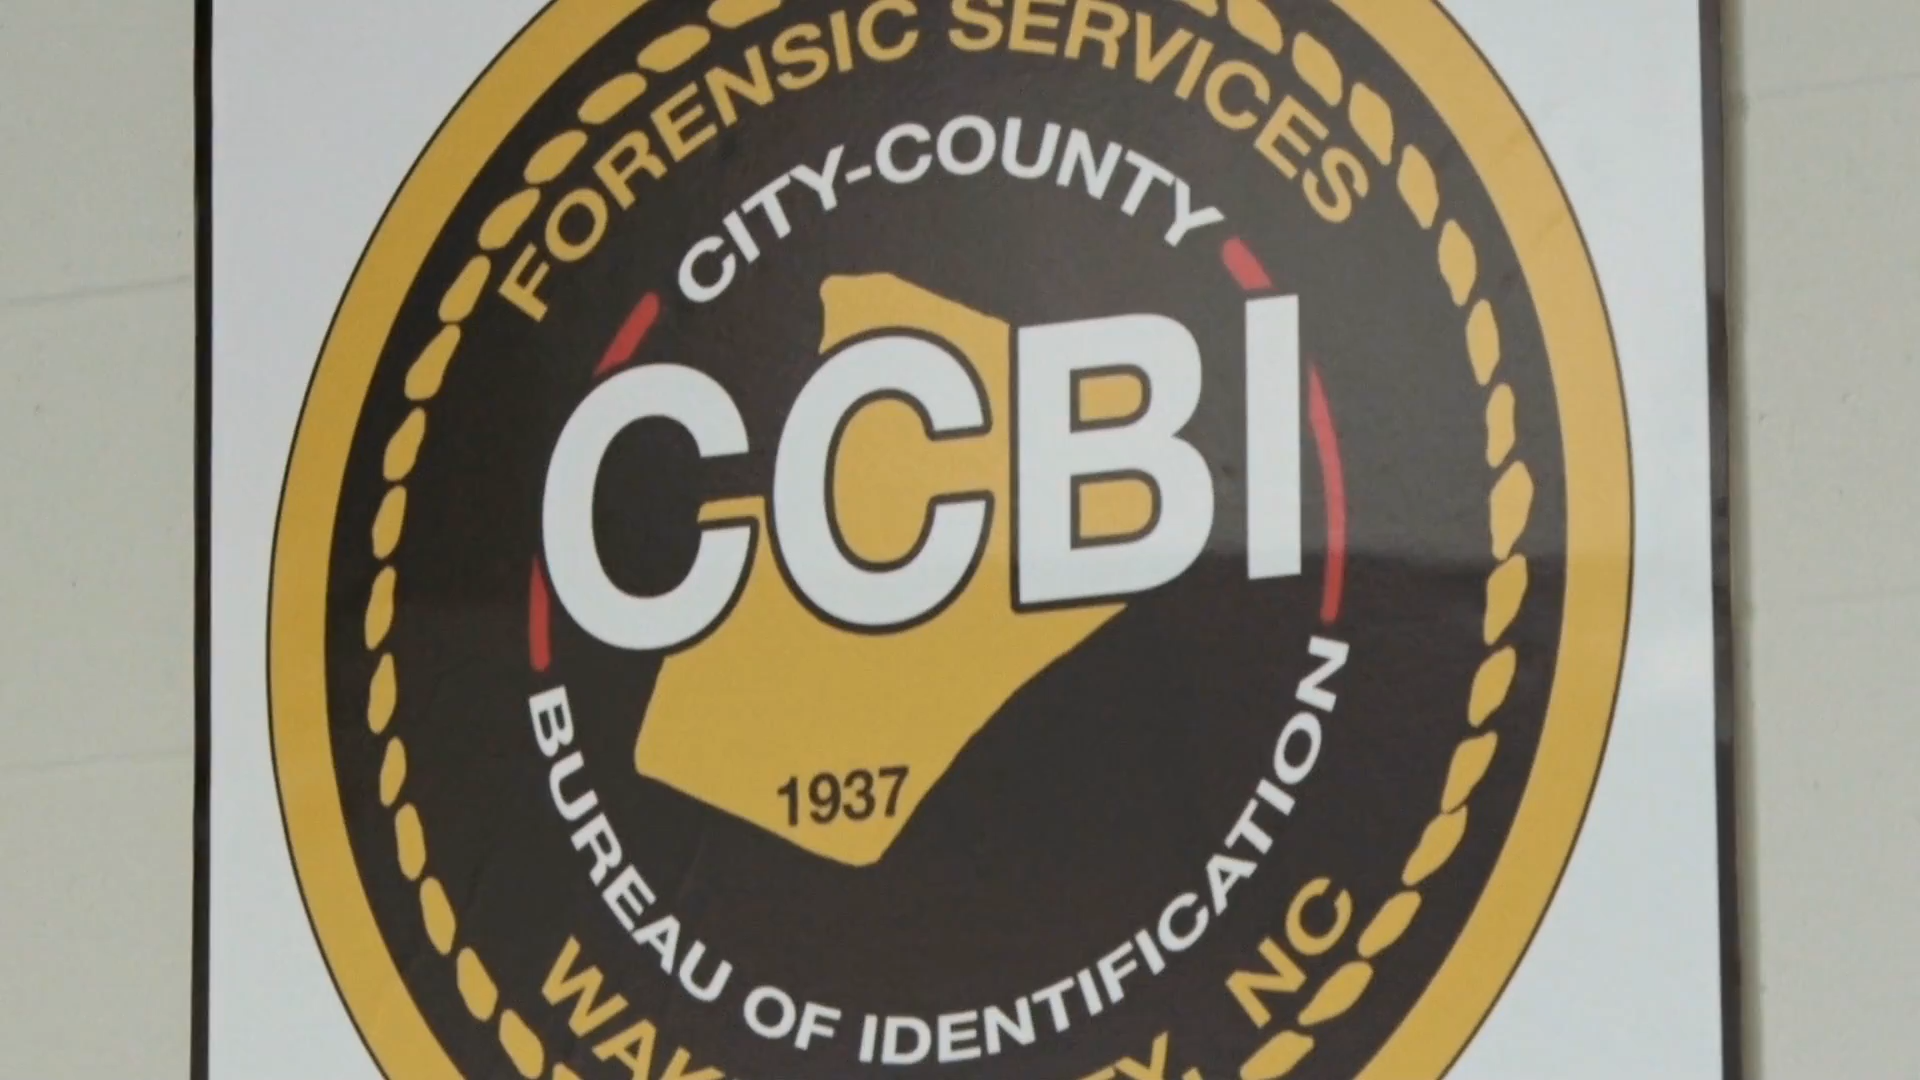 FORENSIC SERVICES
CITY-COUNTY
CCBI
1937
BUREAU OF IDENTIFICATION
NC